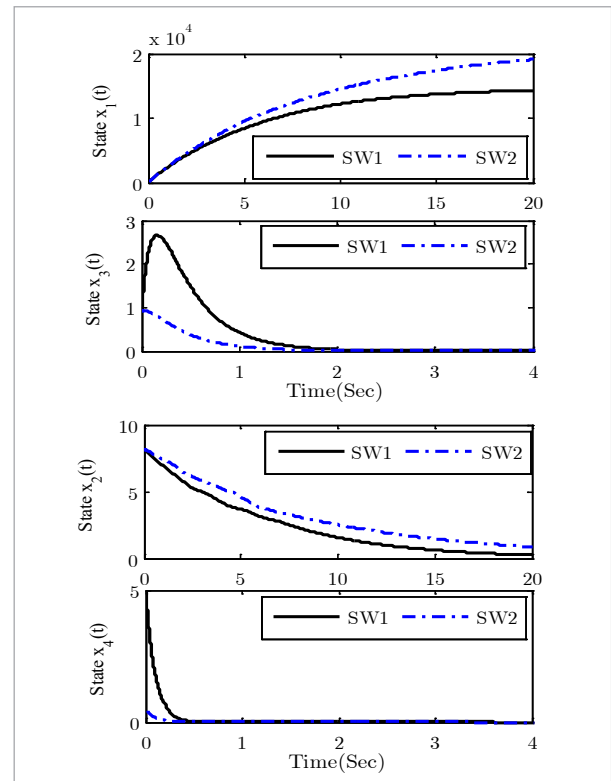 x 10^4
2
1
0
State x_1(t)
SW1 SW2
0 5 10 15 20
3
2
1
0
State x_3(t)
SW1 SW2
0 1 2 3 4
Time(Sec)
10
5
0
State x_2(t)
SW1 SW2
0 5 10 15 20
5
0
State x_4(t)
SW1 SW2
0 1 2 3 4
Time(Sec)